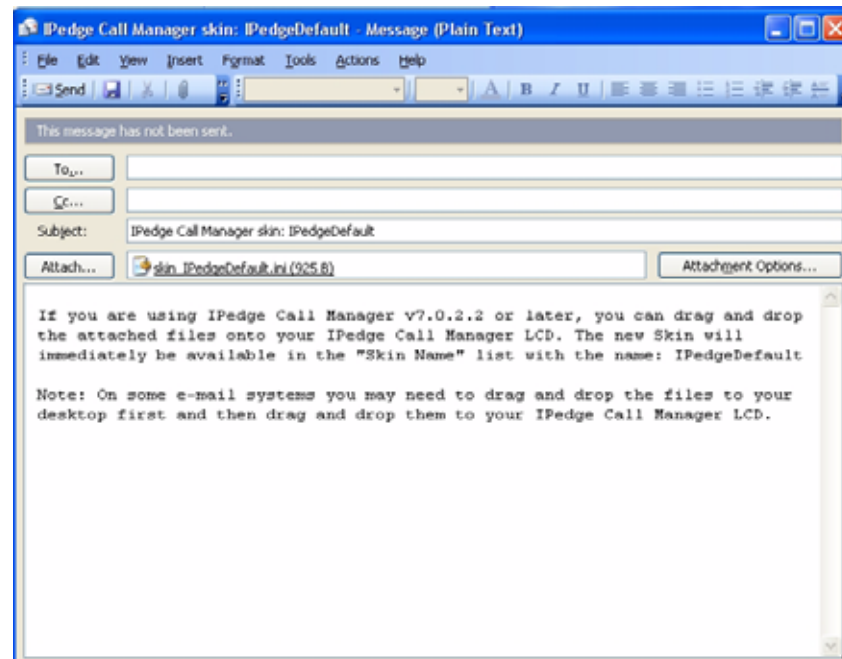 IPedge Call Manager skin: IPedgeDefault - Message (Plain Text)
File Edit View Insert Format Tools Actions Help
Send A B I U
This message has not been sent.
To...
Cc...
Subject: IPedge Call Manager skin: IPedgeDefault
Attach... skin_IPedgeDefault.ini (925 B) Attachment Options...
If you are using IPedge Call Manager v7.0.2.2 or later, you can drag and drop
the attached files onto your IPedge Call Manager LCD. The new Skin will
immediately be available in the "Skin Name" list with the name: IPedgeDefault
Note: On some e-mail systems you may need to drag and drop the files to your
desktop first and then drag and drop them to your IPedge Call Manager LCD.